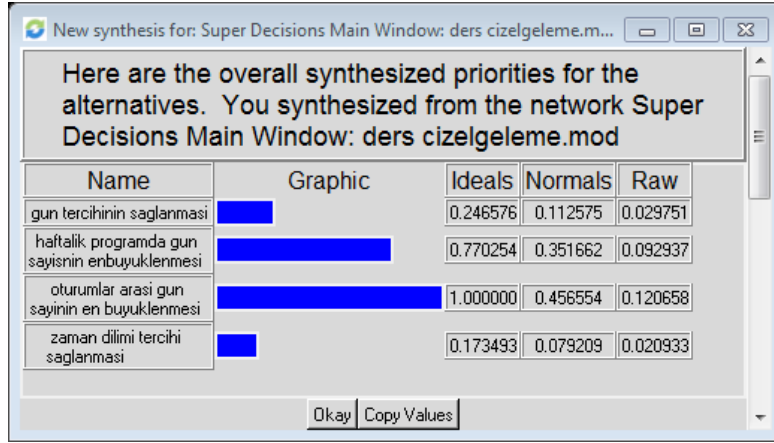 New synthesis for: Super Decisions Main Window: ders cizelgeleme.m...
Here are the overall synthesized priorities for the
alternatives. You synthesized from the network Super
Decisions Main Window: ders cizelgeleme.mod
Name Graphic Ideals Normals Raw
gun tercihinin saglanmasi 0.246576 0.112575 0.029751
haftalik programda gun
sayisnin enbuyuklenmesi 0.770254 0.351662 0.092937
oturumlar arasi gun
sayinin en buyuklenmesi 1.000000 0.456554 0.120658
zaman dilimi tercihi
saglanmasi 0.173493 0.079209 0.020933
Okay Copy Values